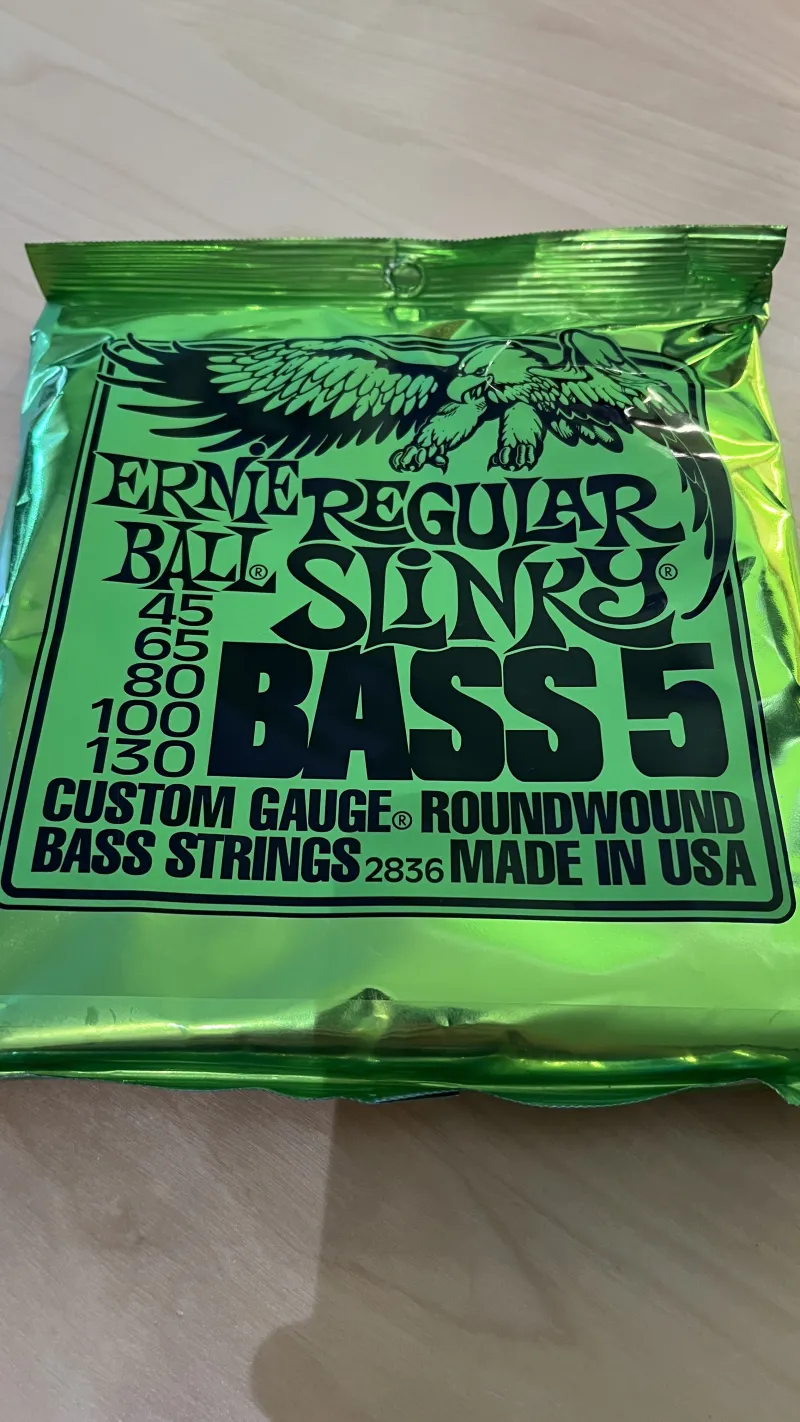 ERNIE
BALL®
REGULAR
SLINKY®
45
65
80
100
130
BASS 5
CUSTOM GAUGE® ROUNDWOUND
BASS STRINGS 2836 MADE IN USA